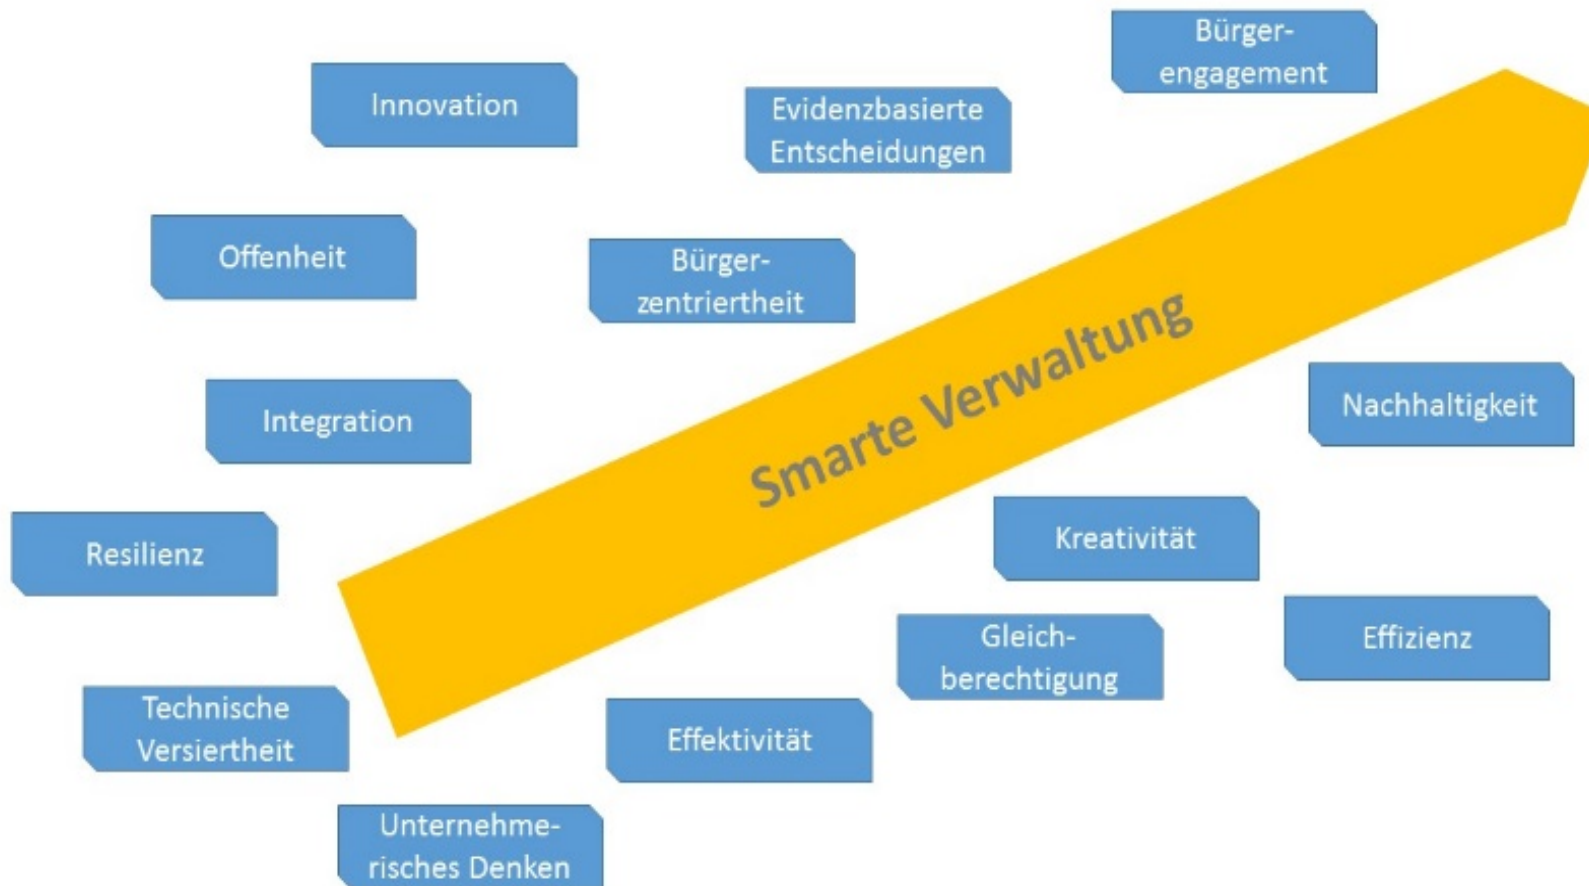 Bürger-
engagement
Innovation
Evidenzbasierte
Entscheidungen
Offenheit
Bürger-
zentriertheit
Smarte Verwaltung
Integration
Nachhaltigkeit
Resilienz
Kreativität
Gleich-
berechtigung
Effizienz
Technische
Versiertheit
Effektivität
Unternehme-
risches Denken